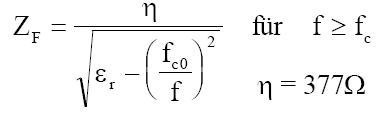 Z_F = η / √(ε_r − (f_c0 / f)²) für f ≥ f_c
η = 377Ω